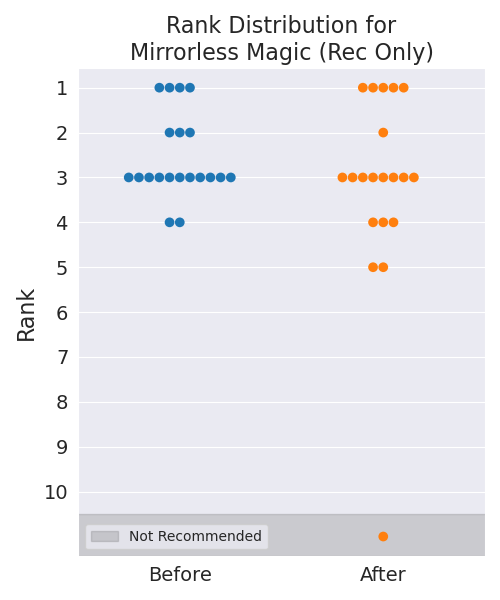 Rank Distribution for
Mirrorless Magic (Rec Only)
Rank
1
2
3
4
5
6
7
8
9
10
Not Recommended
Before
After